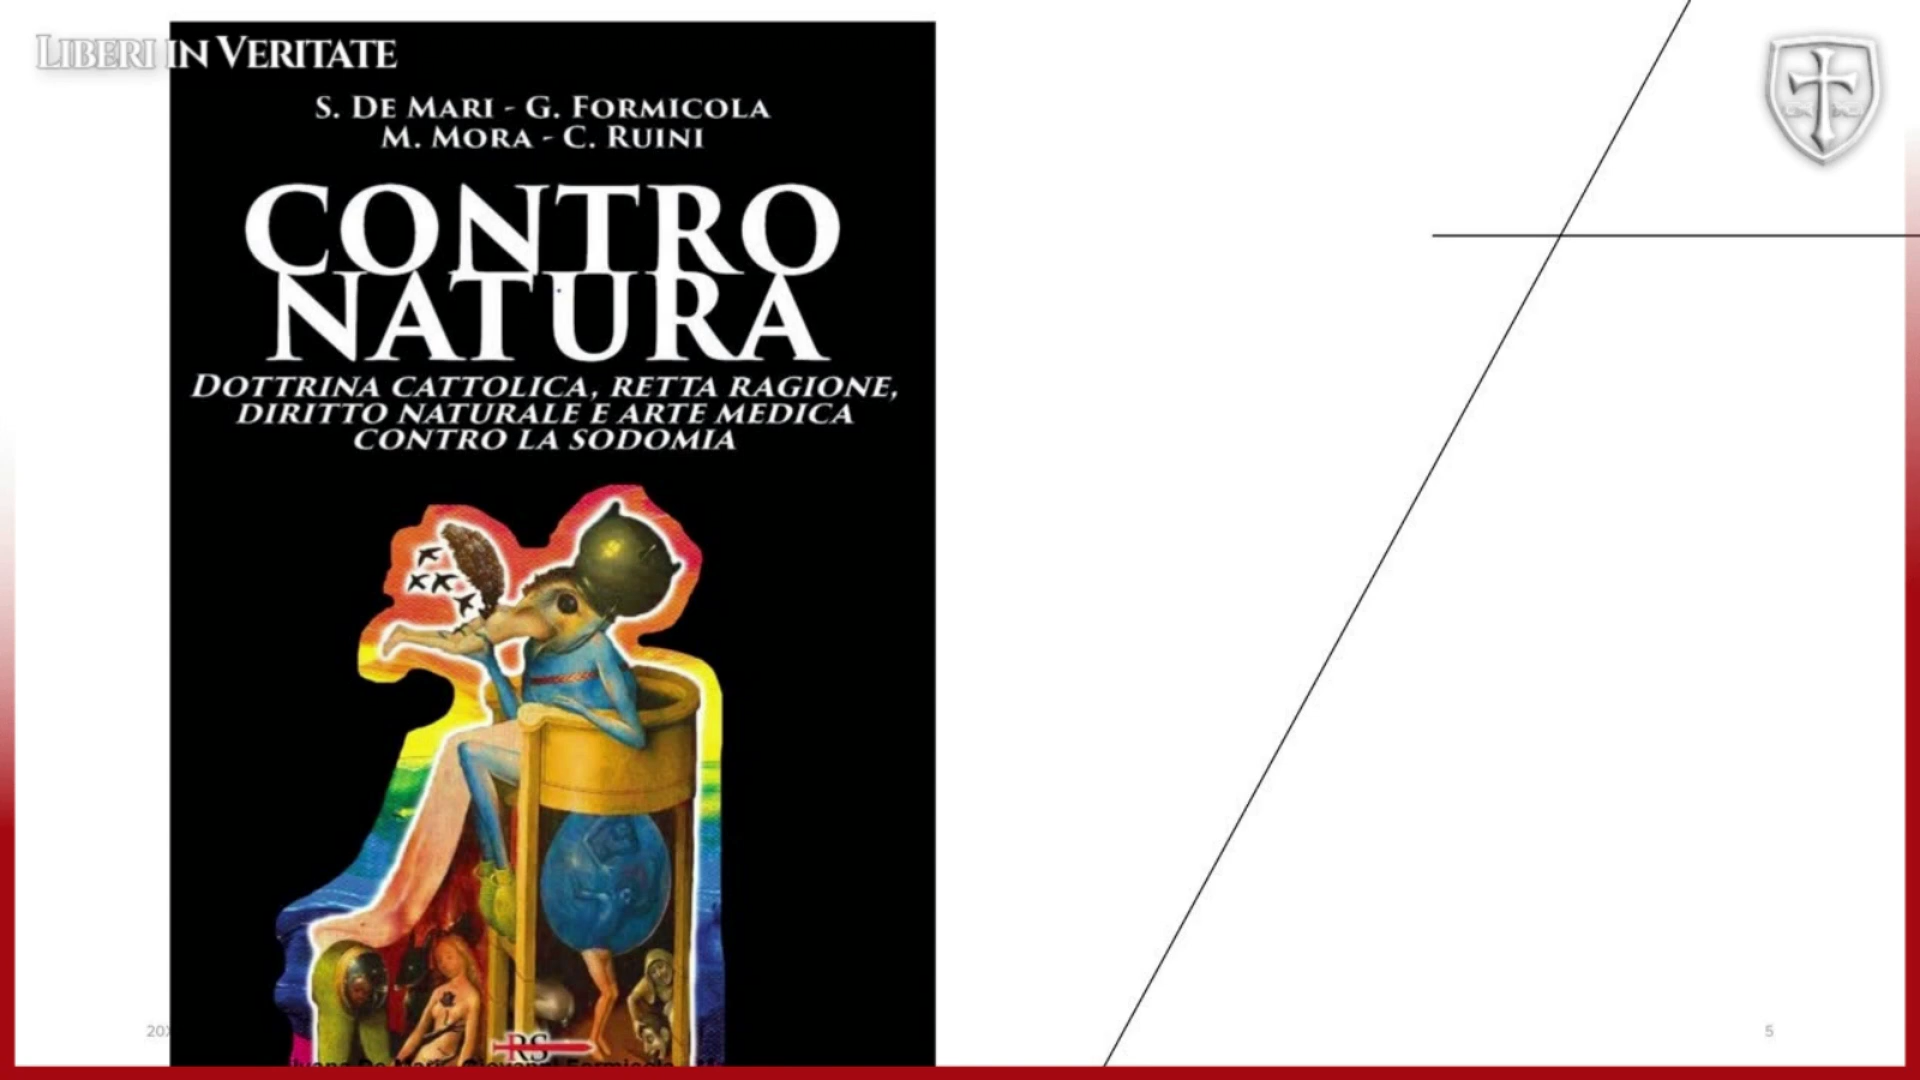 LIBERI IN VERITATE
S. DE MARI - G. FORMICOLA
M. MORA - C. RUINI
CONTRO
NATURA
DOTTRINA CATTOLICA, RETTA RAGIONE,
DIRITTO NATURALE E ARTE MEDICA
CONTRO LA SODOMIA
RS
5